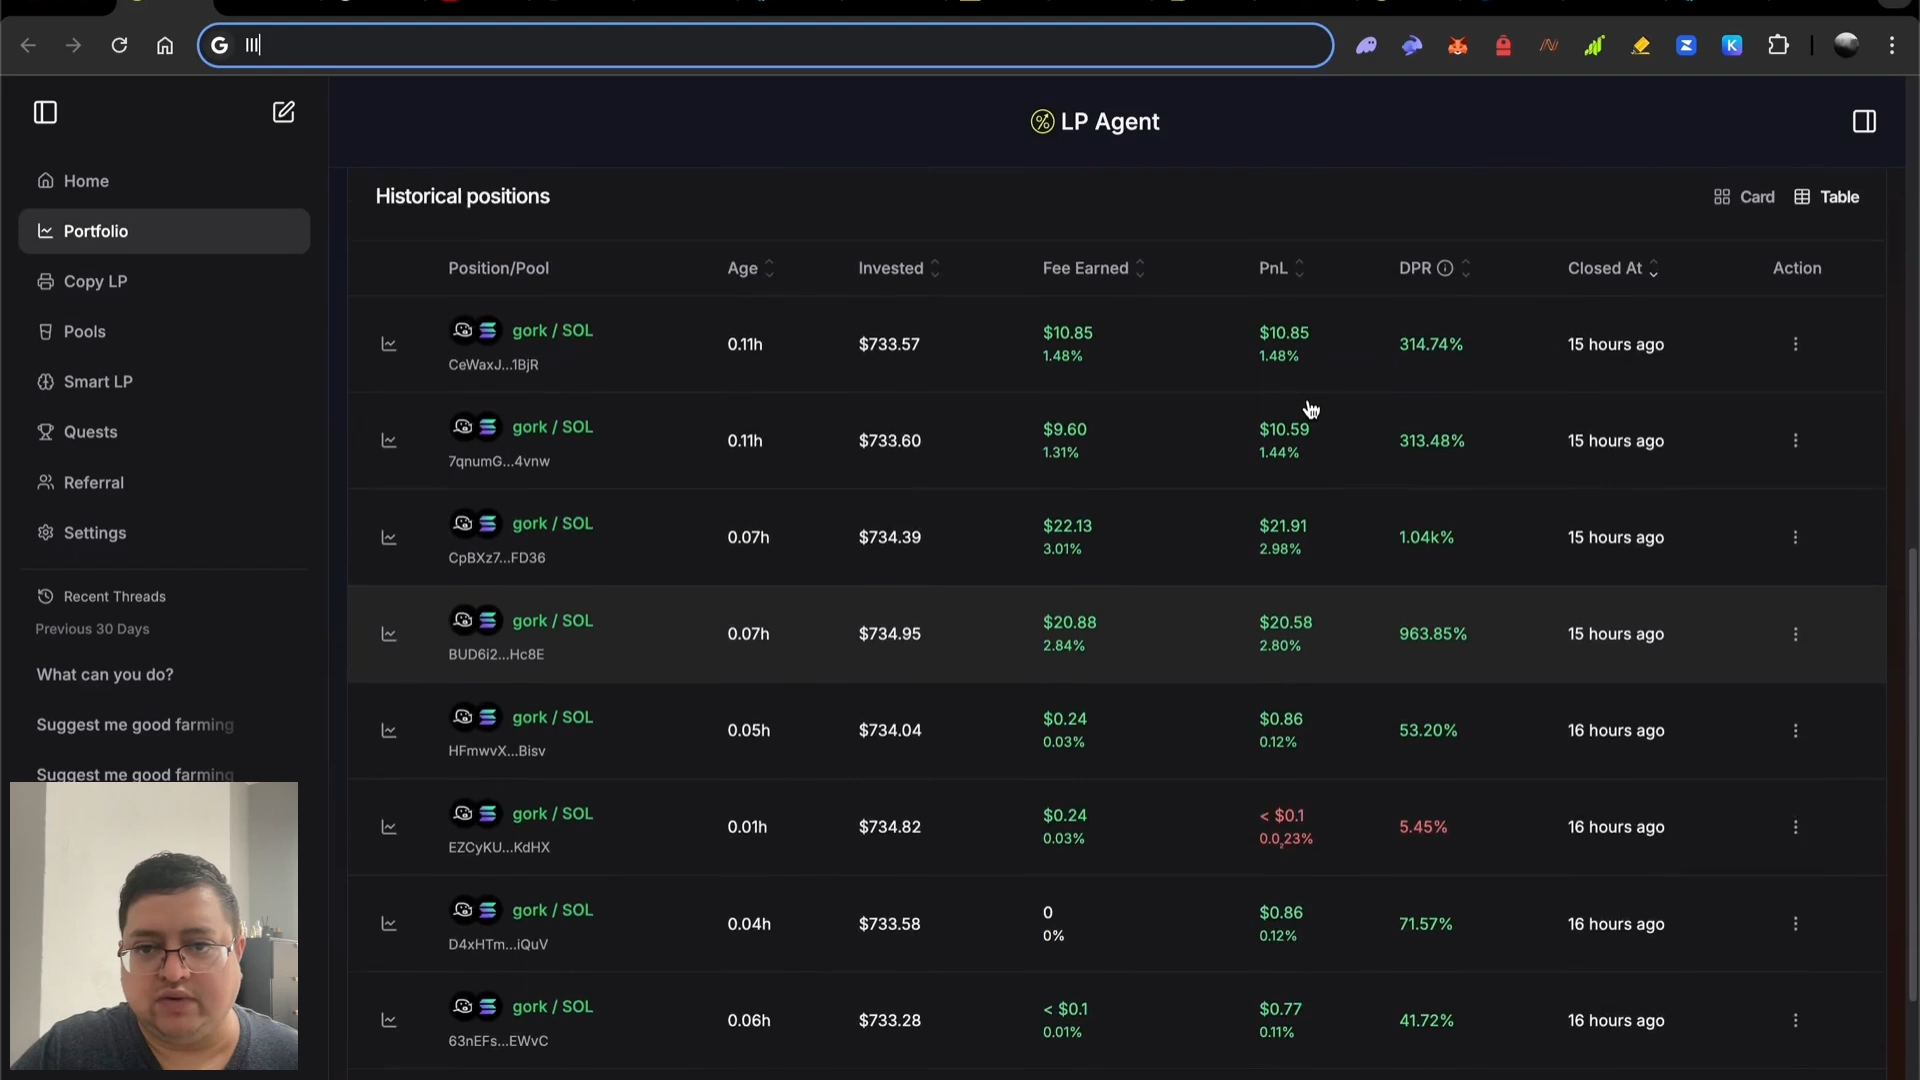 lll
LP Agent
Home
Portfolio
Copy LP
Pools
Smart LP
Quests
Referral
Settings
Recent Threads
Previous 30 Days
What can you do?
Suggest me good farming
Suggest me good farming
Historical positions
Card
Table
Position/Pool Age Invested Fee Earned PnL DPR Closed At Action
gork / SOL 0.11h $733.57 $10.85 $10.85 314.74% 15 hours ago
CeWaxJ...1BjR 1.48% 1.48%
gork / SOL 0.11h $733.60 $9.60 $10.59 313.48% 15 hours ago
7qnumG...4vnw 1.31% 1.44%
gork / SOL 0.07h $734.39 $22.13 $21.91 1.04k% 15 hours ago
CpBXz7...FD36 3.01% 2.98%
gork / SOL 0.07h $734.95 $20.88 $20.58 963.85% 15 hours ago
BUD6i2...Hc8E 2.84% 2.80%
gork / SOL 0.05h $734.04 $0.24 $0.86 53.20% 16 hours ago
HFmwvX...Bisv 0.03% 0.12%
gork / SOL 0.01h $734.82 $0.24 < $0.1 5.45% 16 hours ago
EZCyKU...KdHX 0.03% 0.0₂23%
gork / SOL 0.04h $733.58 0 $0.86 71.57% 16 hours ago
D4xHTm...iQuV 0% 0.12%
gork / SOL 0.06h $733.28 < $0.1 $0.77 41.72% 16 hours ago
63nEFs...EWvC 0.01% 0.11%